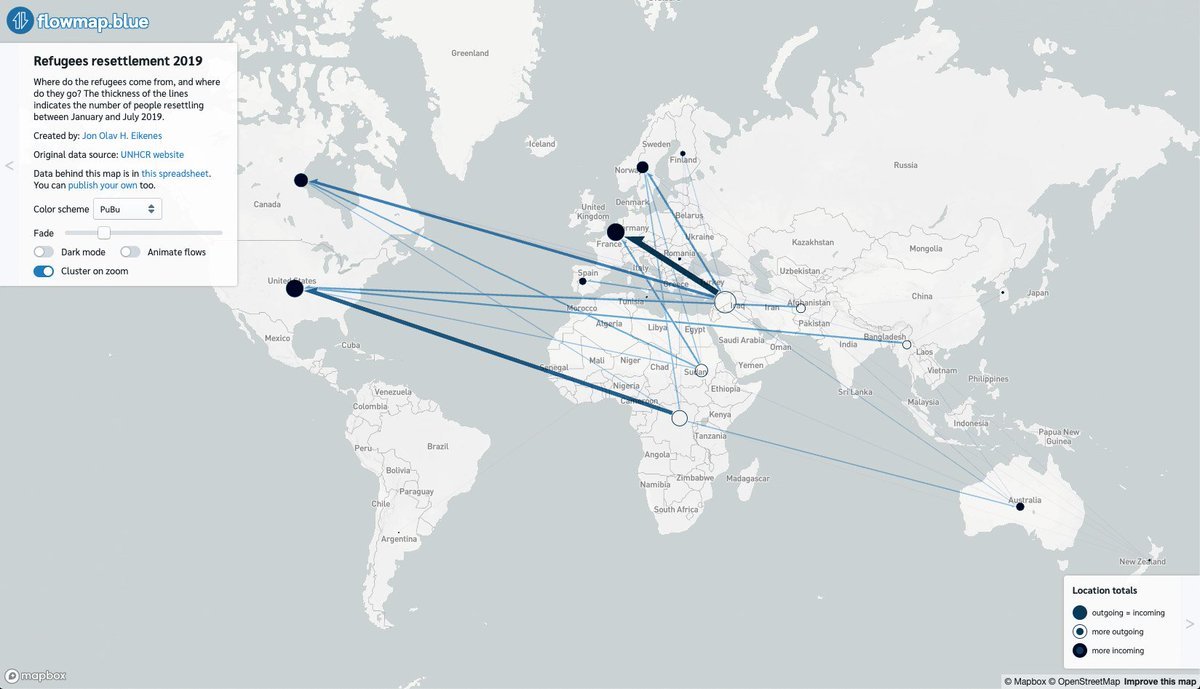 flowmap.blue
Refugees resettlement 2019
Where do the refugees come from, and where
do they go? The thickness of the lines
indicates the number of people resettling
between January and July 2019.
Created by: Jon Olav H. Eikenes
Original data source: UNHCR website
Data behind this map is in this spreadsheet.
You can publish your own too.
Color scheme PuBu
Fade
Dark mode Animate flows
Cluster on zoom
Greenland
Iceland
Sweden
Finland
Norw
Russia
Canada
United
Kingdom
Denmark
Belarus
rmany
Ukraine
France
Romania
Kazakhstan
Mongolia
Italy
Spain
Greece
Turkey
Uzbekistan
United States
China
Japan
Morocco
Tunisia
Iraq
Iran
Afghanistan
Pakistan
Algeria
Libya
Egypt
Saudi Arabia
Oman
India
Bangladesh
Laos
Mexico
Cuba
Senegal
Mali
Niger
Chad
Sudan
Yemen
Vietnam
Philippines
Nigeria
Ethiopia
Sri Lanka
Venezuela
Cameroon
Malaysia
Colombia
Kenya
Indonesia
Papua New
Guinea
Tanzania
Peru
Brazil
Angola
Bolivia
Zimbabwe
Madagascar
Namibia
Paraguay
Australia
Chile
South Africa
Argentina
New Zealand
Location totals
outgoing = incoming
more outgoing
more incoming
mapbox
© Mapbox © OpenStreetMap Improve this map